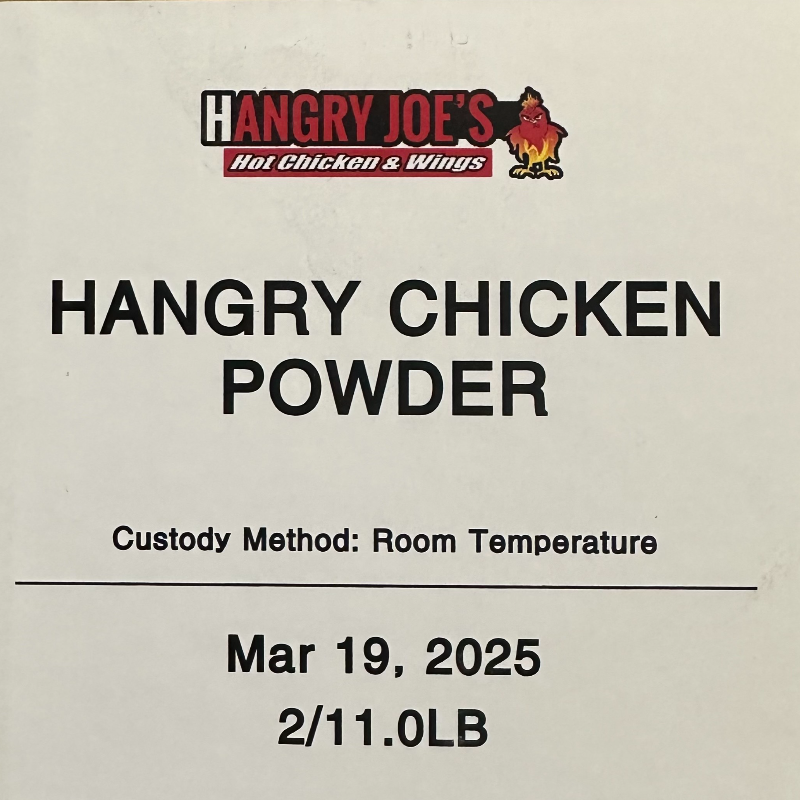 HANGRY JOE'S
Hot Chicken & Wings
HANGRY CHICKEN
POWDER
Custody Method: Room Temperature
Mar 19, 2025
2/11.0LB